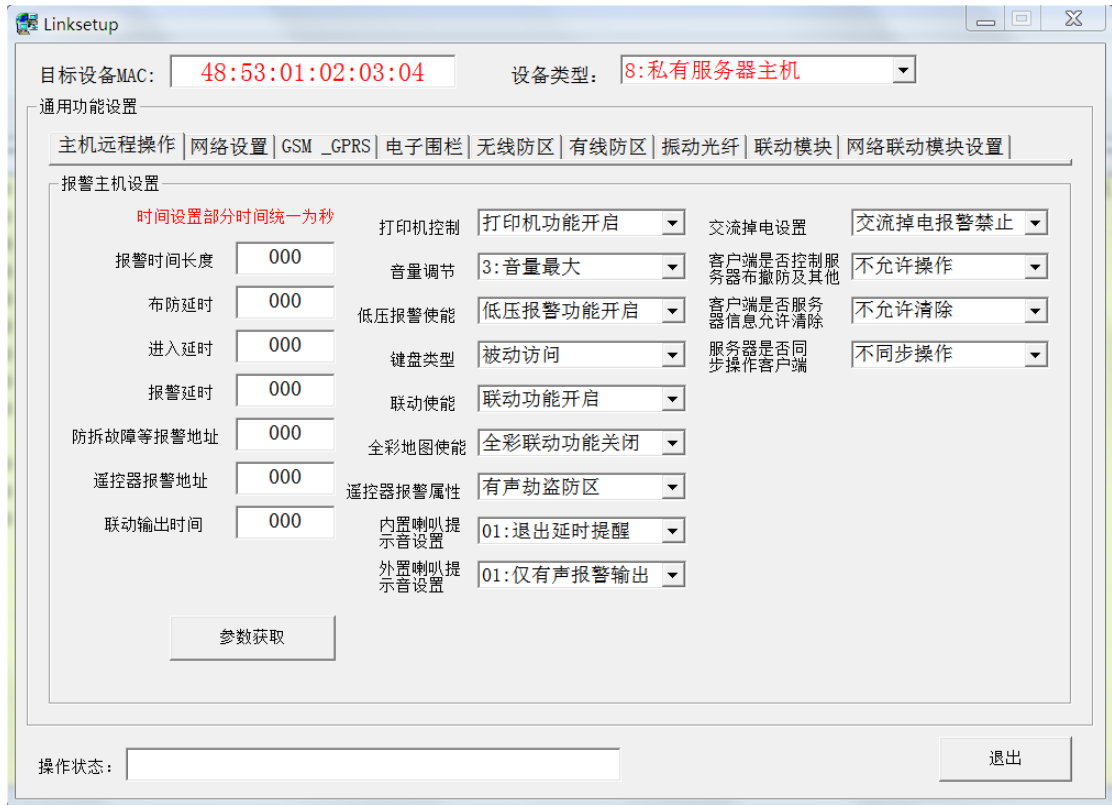 Linksetup
目标设备MAC: 48:53:01:02:03:04 设备类型: 8:私有服务器主机
通用功能设置
主机远程操作 网络设置 GSM _GPRS 电子围栏 无线防区 有线防区 振动光纤 联动模块 网络联动模块设置
报警主机设置
时间设置部分时间统一为秒
报警时间长度 000
布防延时 000
进入延时 000
报警延时 000
防拆故障等报警地址 000
遥控器报警地址 000
联动输出时间 000
参数获取
打印机控制 打印机功能开启
音量调节 3:音量最大
低压报警使能 低压报警功能开启
键盘类型 被动访问
联动使能 联动功能开启
全彩地图使能 全彩联动功能关闭
遥控器报警属性 有声劫盗防区
内置喇叭提
示音设置 01:退出延时提醒
外置喇叭提
示音设置 01:仅有声报警输出
交流掉电设置 交流掉电报警禁止
客户端是否控制服
务器布撤防及其他 不允许操作
客户端是否服务
器信息允许清除 不允许清除
服务器是否同
步操作客户端 不同步操作
操作状态:
退出